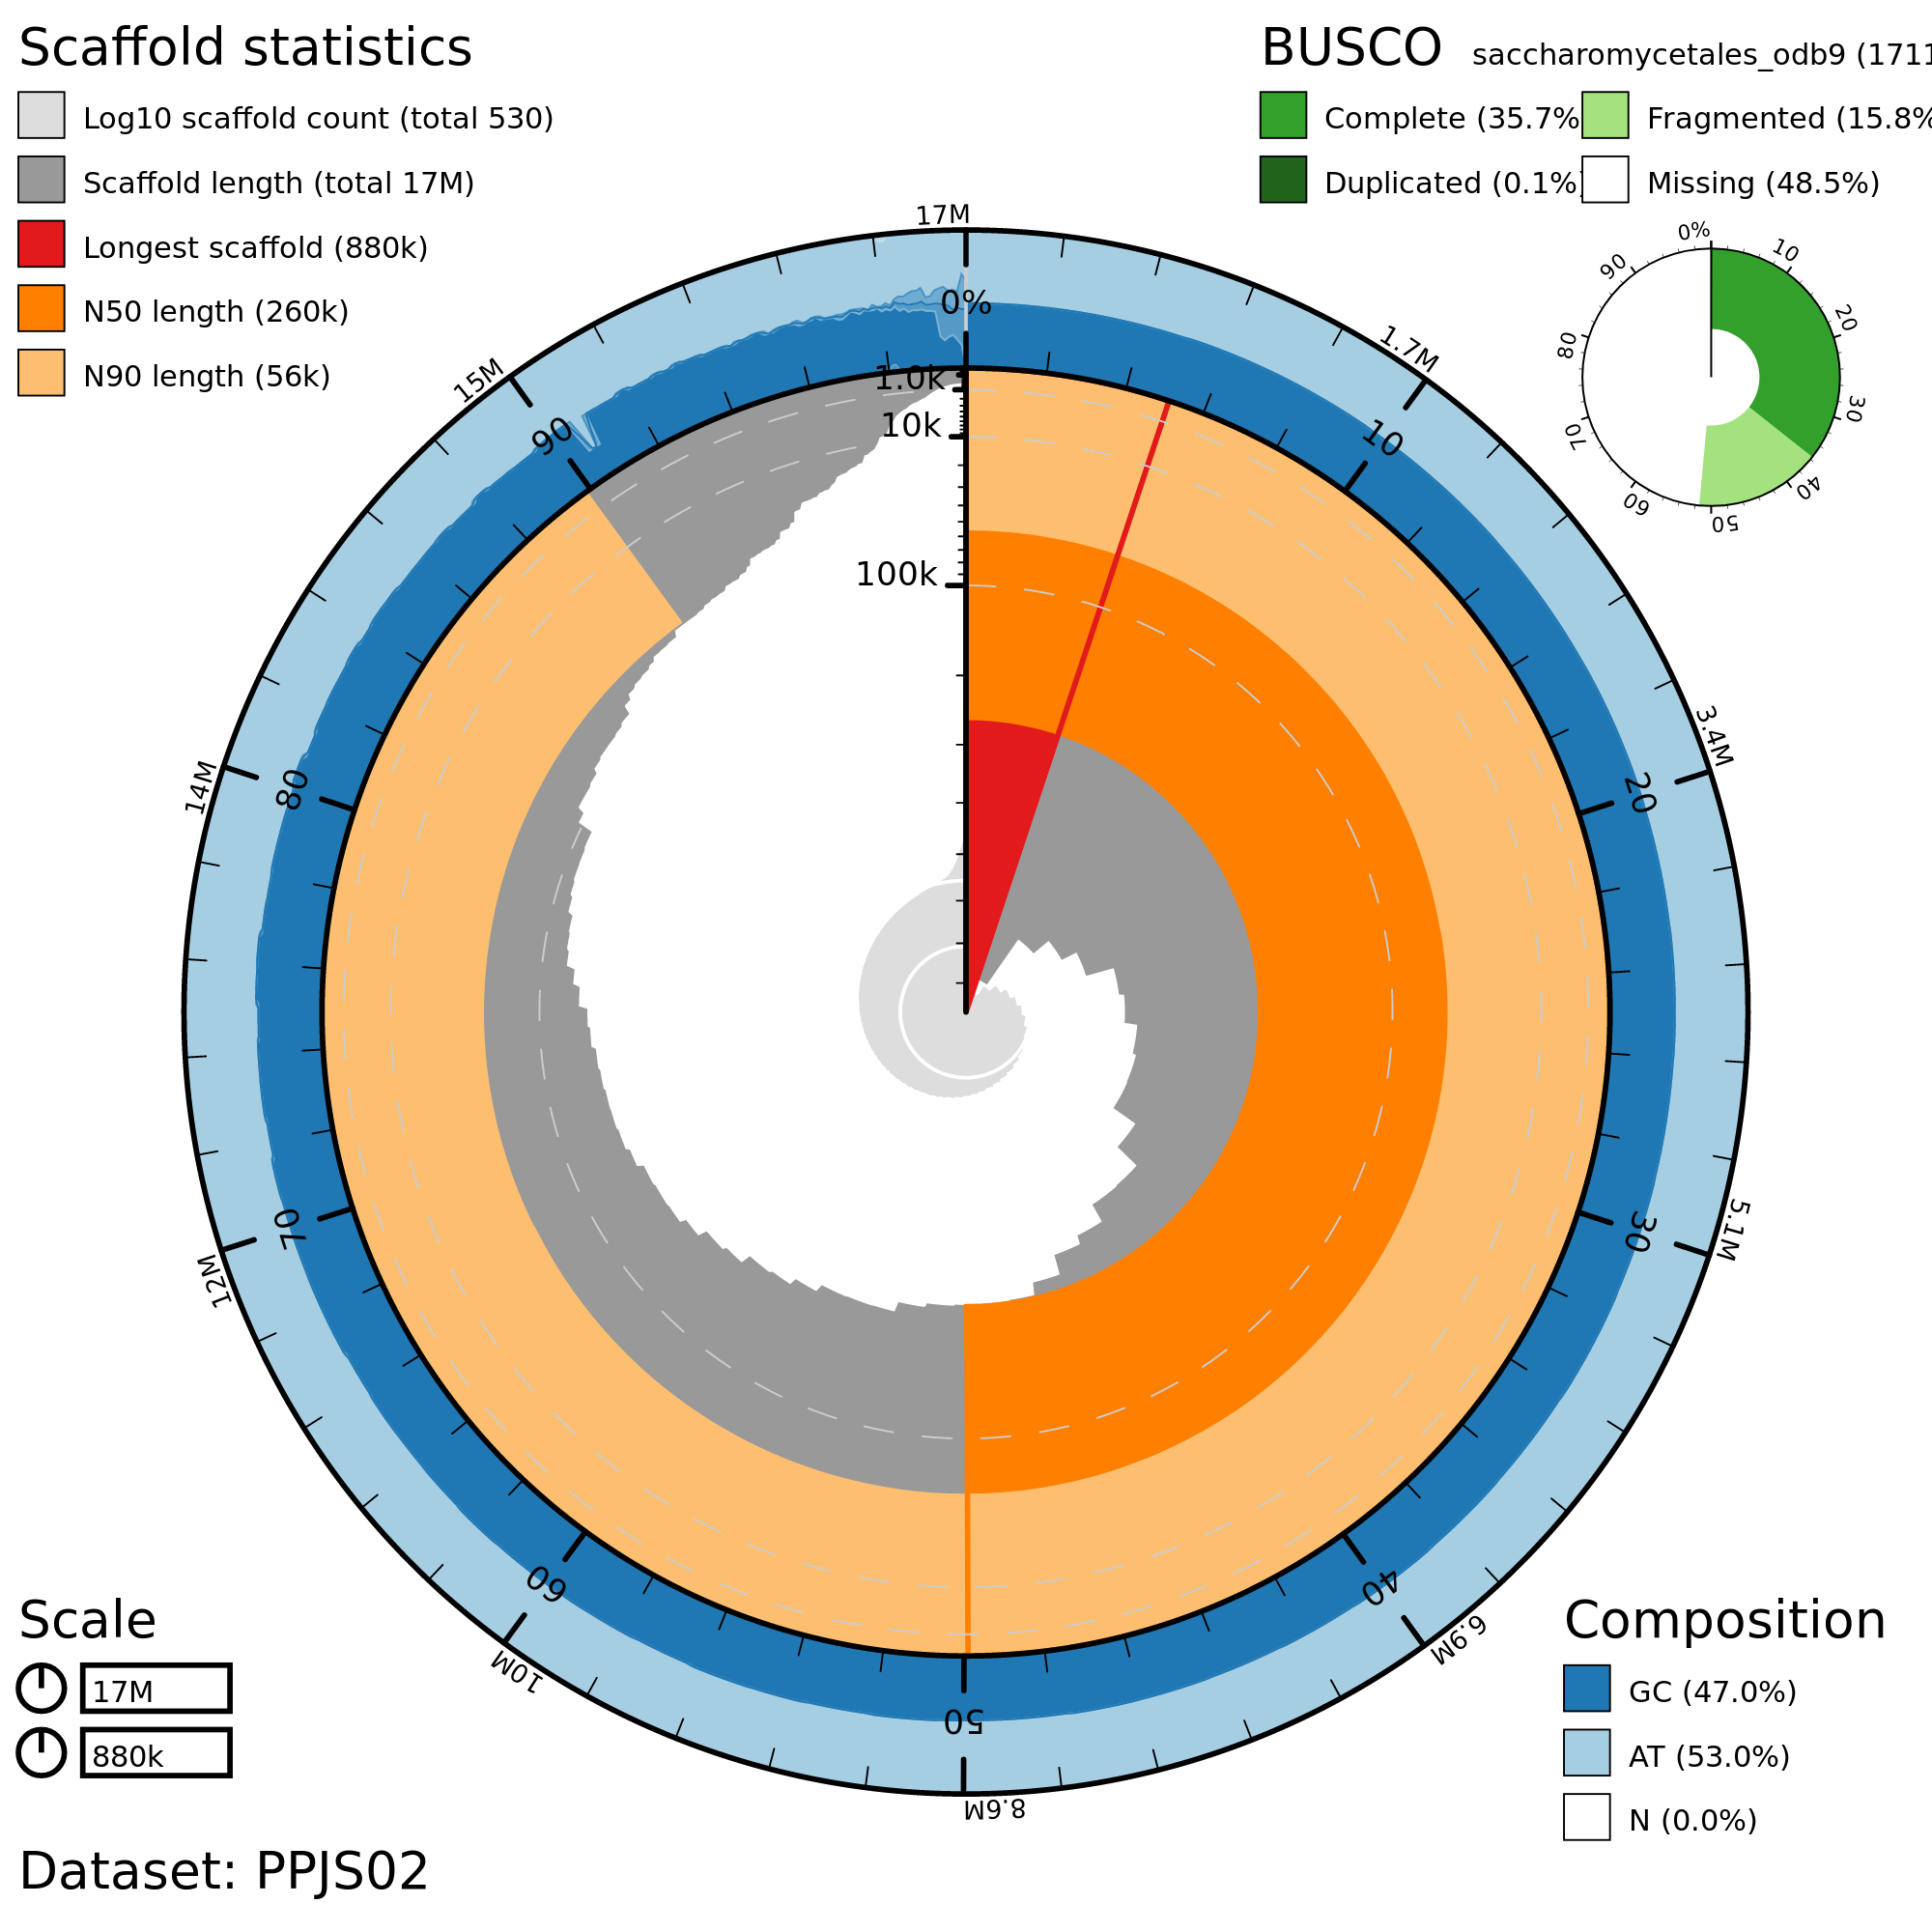 Scaffold statistics
Log10 scaffold count (total 530)
Scaffold length (total 17M)
Longest scaffold (880k)
N50 length (260k)
N90 length (56k)
BUSCO saccharomycetales_odb9 (1711
Complete (35.7%
Fragmented (15.8%
Duplicated (0.1%)
Missing (48.5%)
0%
10
20
30
40
50
60
70
80
90
17M
1.7M
3.4M
5.1M
6.9M
8.6M
10M
12M
14M
15M
0%
10
20
30
40
50
60
70
80
90
1.0k
10k
100k
Scale
17M
880k
Composition
GC (47.0%)
AT (53.0%)
N (0.0%)
Dataset: PPJS02